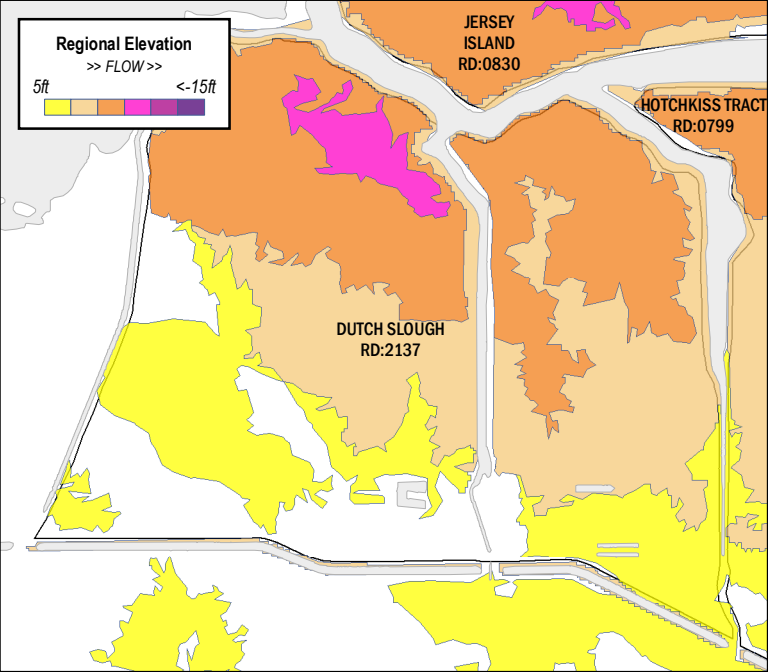 Regional Elevation
>> FLOW >>
5ft <-15ft
JERSEY
ISLAND
RD:0830
HOTCHKISS TRACT
RD:0799
DUTCH SLOUGH
RD:2137